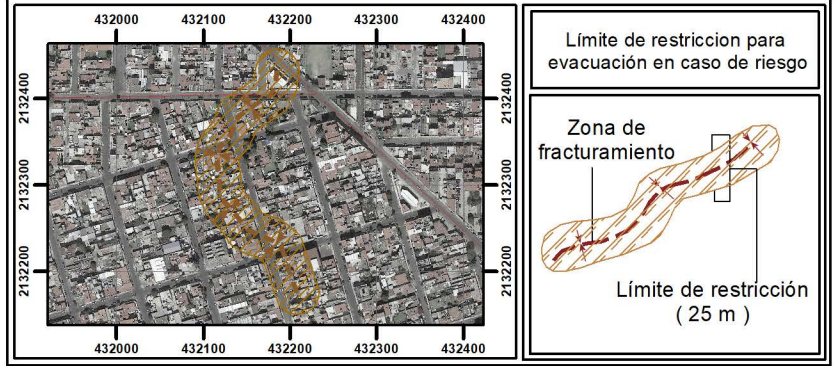 432000 432100 432200 432300 432400
2132400
2132300
2132200
2132400
2132300
2132200
432000 432100 432200 432300 432400
Límite de restriccion para
evacuación en caso de riesgo
Zona de
fracturamiento
Límite de restricción
( 25 m )